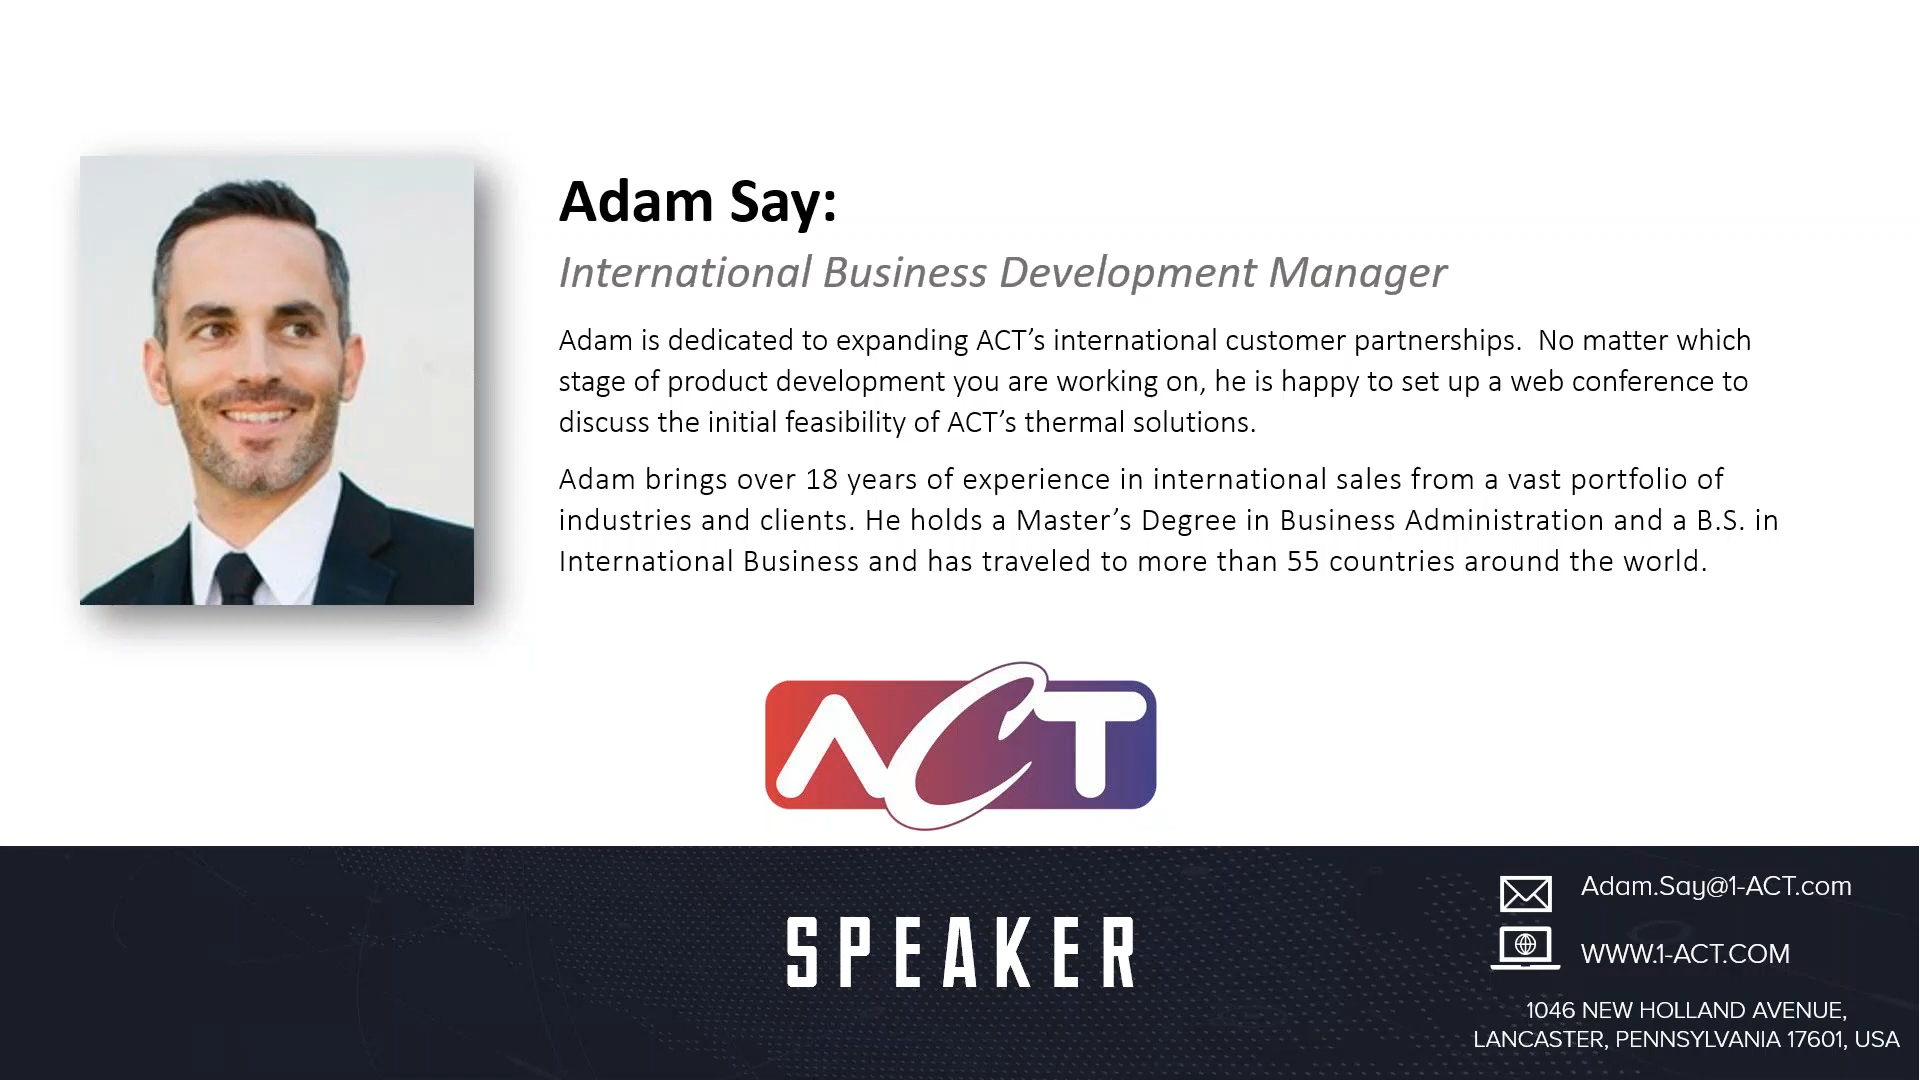 Adam Say:
International Business Development Manager
Adam is dedicated to expanding ACT’s international customer partnerships.  No matter which
stage of product development you are working on, he is happy to set up a web conference to
discuss the initial feasibility of ACT’s thermal solutions.
Adam brings over 18 years of experience in international sales from a vast portfolio of
industries and clients. He holds a Master’s Degree in Business Administration and a B.S. in
International Business and has traveled to more than 55 countries around the world.
ACT
SPEAKER
Adam.Say@1-ACT.com
WWW.1-ACT.COM
1046 NEW HOLLAND AVENUE,
LANCASTER, PENNSYLVANIA 17601, USA